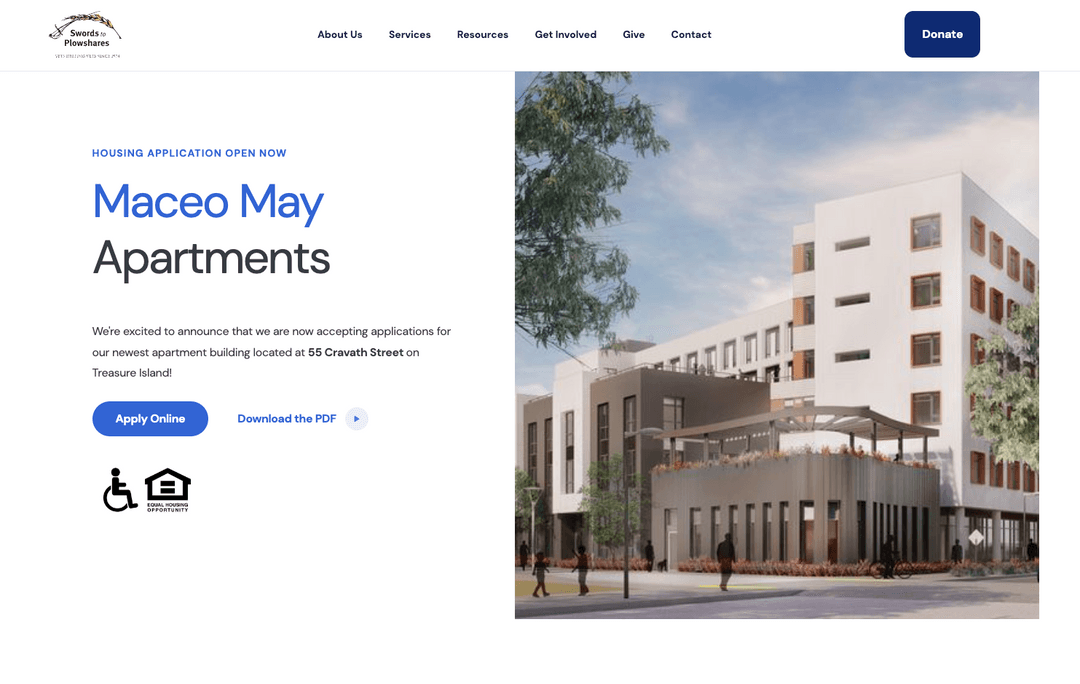 Swords to
Plowshares
About Us
Services
Resources
Get Involved
Give
Contact
Donate
HOUSING APPLICATION OPEN NOW
Maceo May
Apartments
We're excited to announce that we are now accepting applications for
our newest apartment building located at 55 Cravath Street on
Treasure Island!
Apply Online
Download the PDF
EQUAL HOUSING
OPPORTUNITY